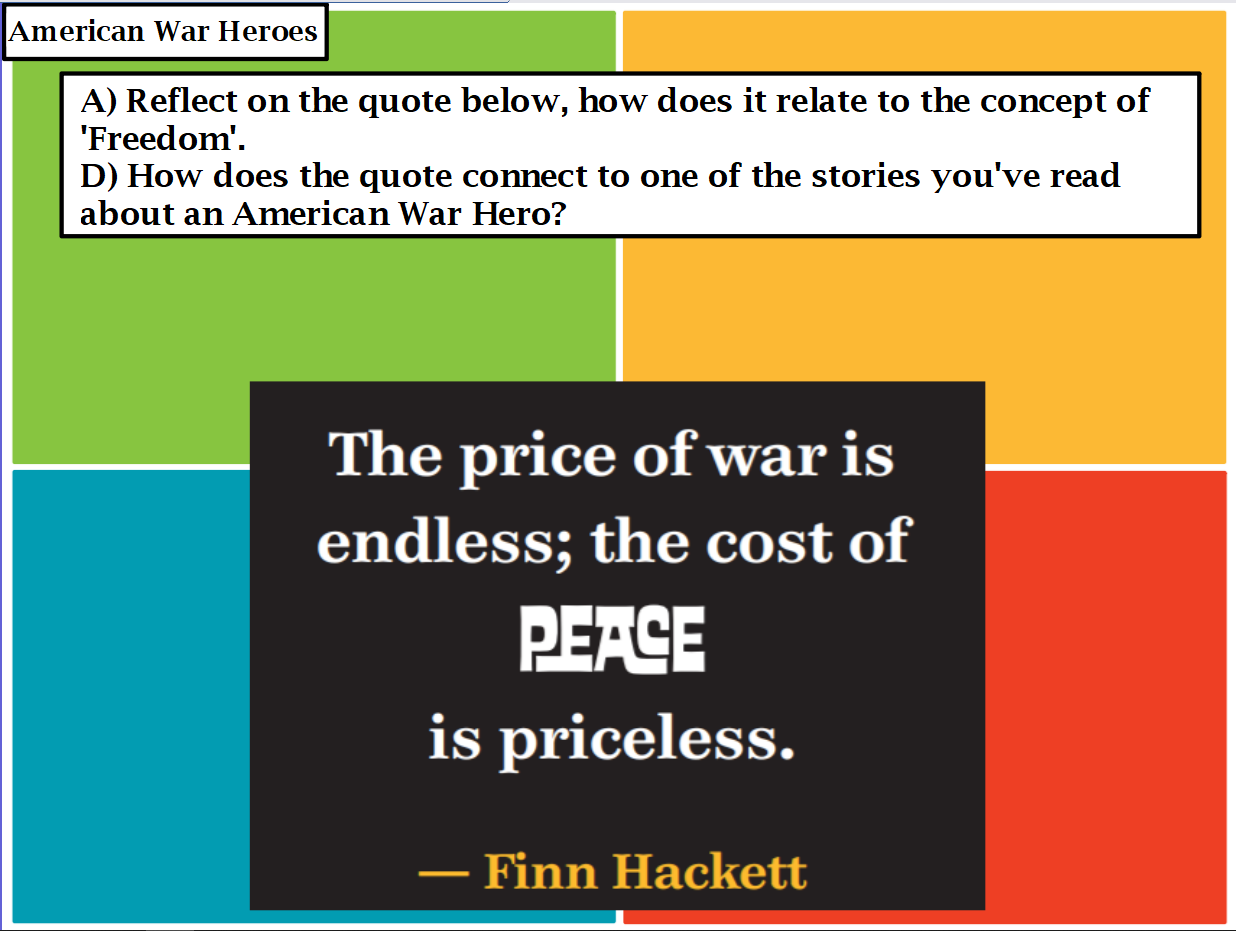 American War Heroes
A) Reflect on the quote below, how does it relate to the concept of
'Freedom'.
D) How does the quote connect to one of the stories you've read
about an American War Hero?
The price of war is
endless; the cost of
PEACE
is priceless.
— Finn Hackett